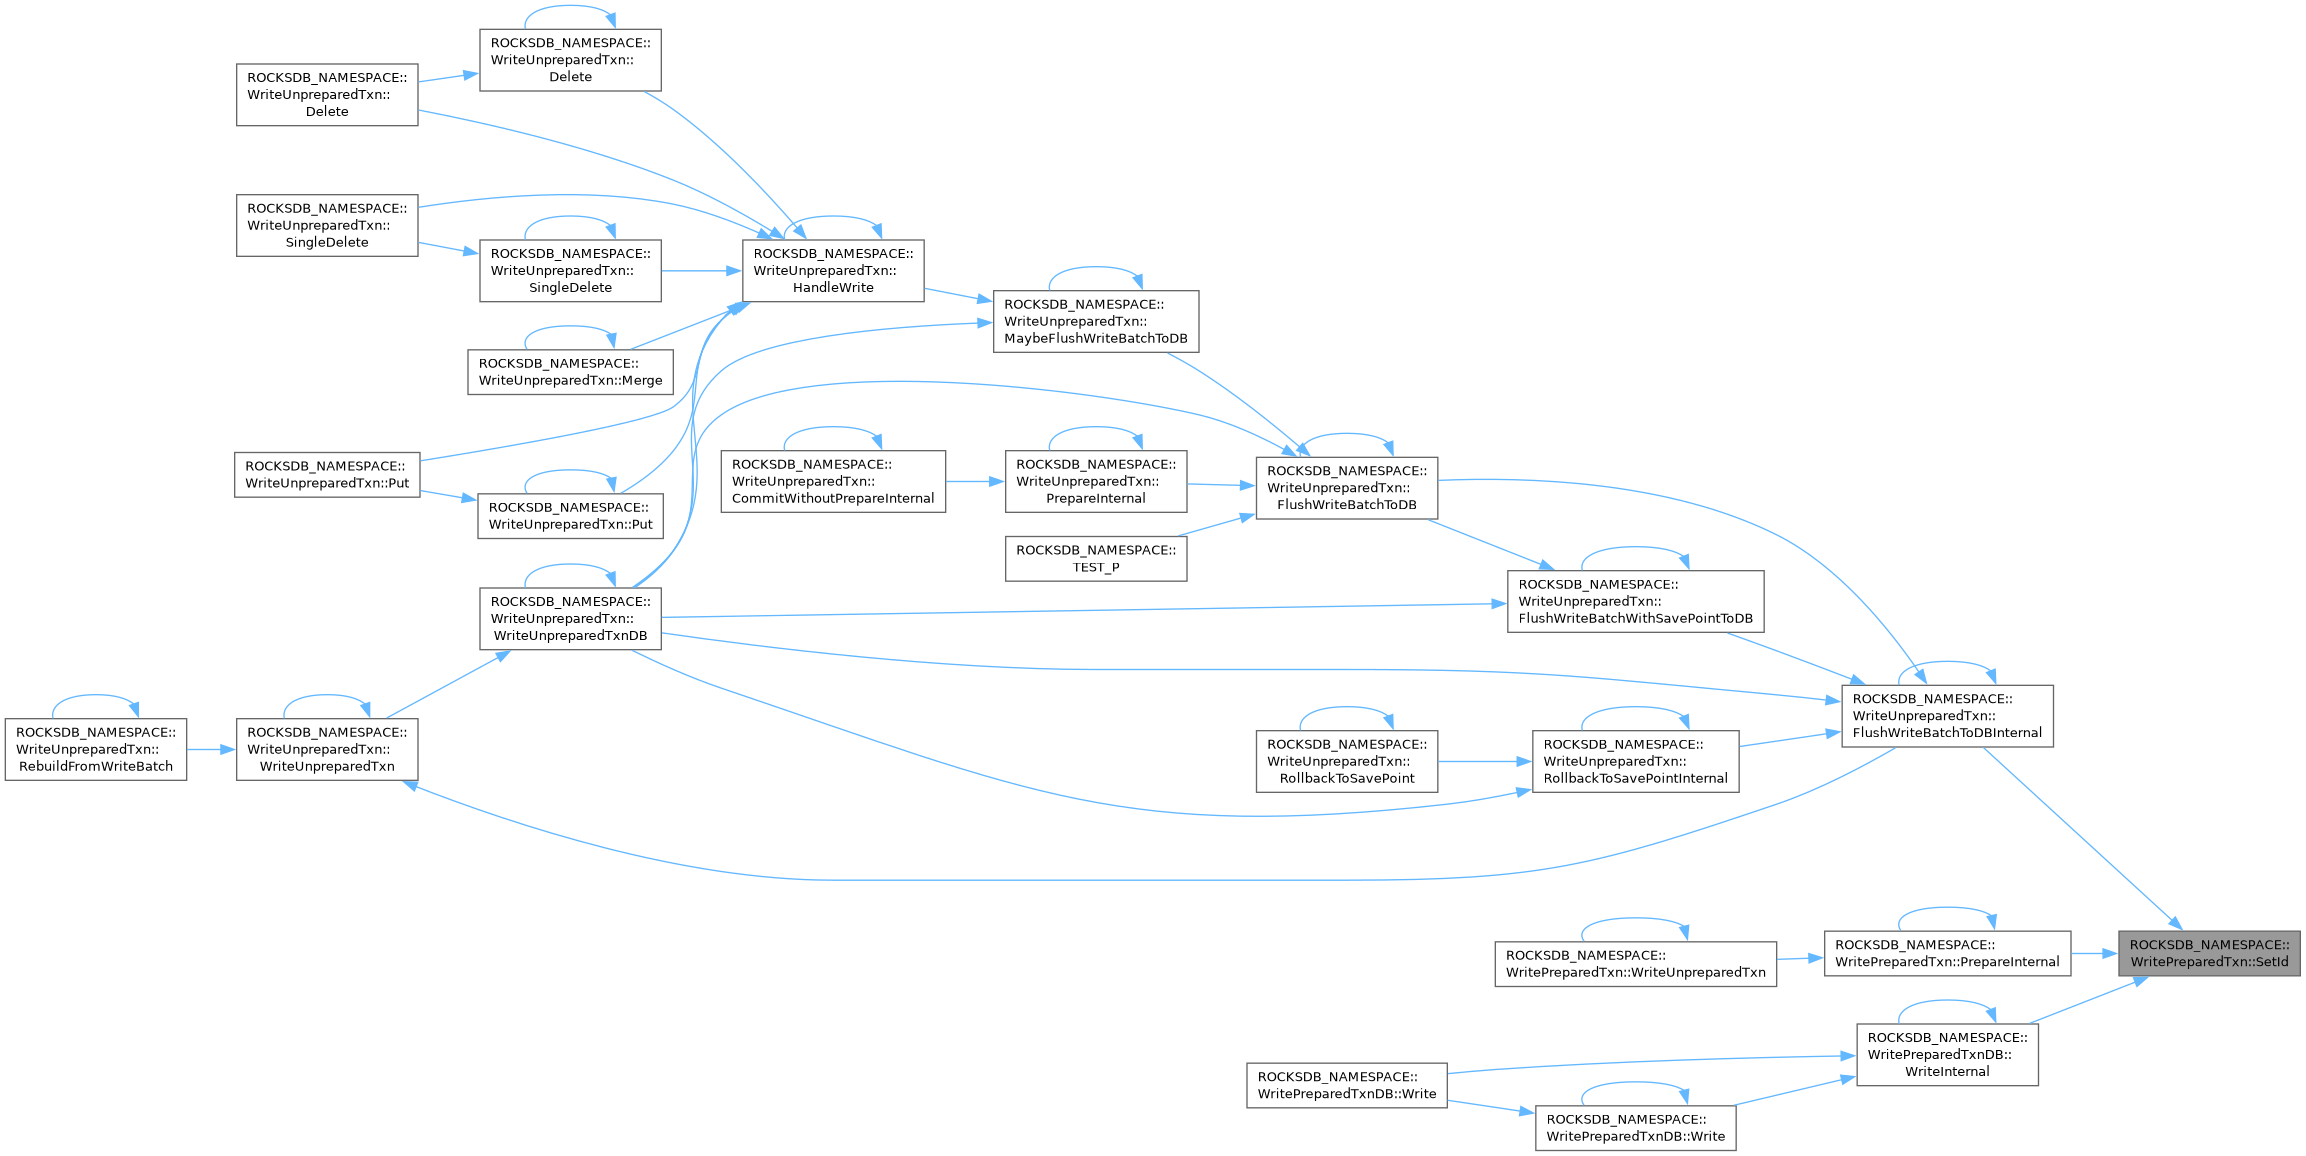 ROCKSDB_NAMESPACE::
WriteUnpreparedTxn::
Delete
ROCKSDB_NAMESPACE::
WriteUnpreparedTxn::
Delete
ROCKSDB_NAMESPACE::
WriteUnpreparedTxn::
SingleDelete
ROCKSDB_NAMESPACE::
WriteUnpreparedTxn::
SingleDelete
ROCKSDB_NAMESPACE::
WriteUnpreparedTxn::
HandleWrite
ROCKSDB_NAMESPACE::
WriteUnpreparedTxn::
MaybeFlushWriteBatchToDB
ROCKSDB_NAMESPACE::
WriteUnpreparedTxn::Merge
ROCKSDB_NAMESPACE::
WriteUnpreparedTxn::Put
ROCKSDB_NAMESPACE::
WriteUnpreparedTxn::Put
ROCKSDB_NAMESPACE::
WriteUnpreparedTxn::
CommitWithoutPrepareInternal
ROCKSDB_NAMESPACE::
WriteUnpreparedTxn::
PrepareInternal
ROCKSDB_NAMESPACE::
WriteUnpreparedTxn::
FlushWriteBatchToDB
ROCKSDB_NAMESPACE::
TEST_P
ROCKSDB_NAMESPACE::
WriteUnpreparedTxn::
FlushWriteBatchWithSavePointToDB
ROCKSDB_NAMESPACE::
WriteUnpreparedTxn::
WriteUnpreparedTxnDB
ROCKSDB_NAMESPACE::
WriteUnpreparedTxn::
RebuildFromWriteBatch
ROCKSDB_NAMESPACE::
WriteUnpreparedTxn::
WriteUnpreparedTxn
ROCKSDB_NAMESPACE::
WriteUnpreparedTxn::
RollbackToSavePoint
ROCKSDB_NAMESPACE::
WriteUnpreparedTxn::
RollbackToSavePointInternal
ROCKSDB_NAMESPACE::
WriteUnpreparedTxn::
FlushWriteBatchToDBInternal
ROCKSDB_NAMESPACE::
WritePreparedTxn::WriteUnpreparedTxn
ROCKSDB_NAMESPACE::
WritePreparedTxn::PrepareInternal
ROCKSDB_NAMESPACE::
WritePreparedTxn::SetId
ROCKSDB_NAMESPACE::
WritePreparedTxnDB::
WriteInternal
ROCKSDB_NAMESPACE::
WritePreparedTxnDB::Write
ROCKSDB_NAMESPACE::
WritePreparedTxnDB::Write